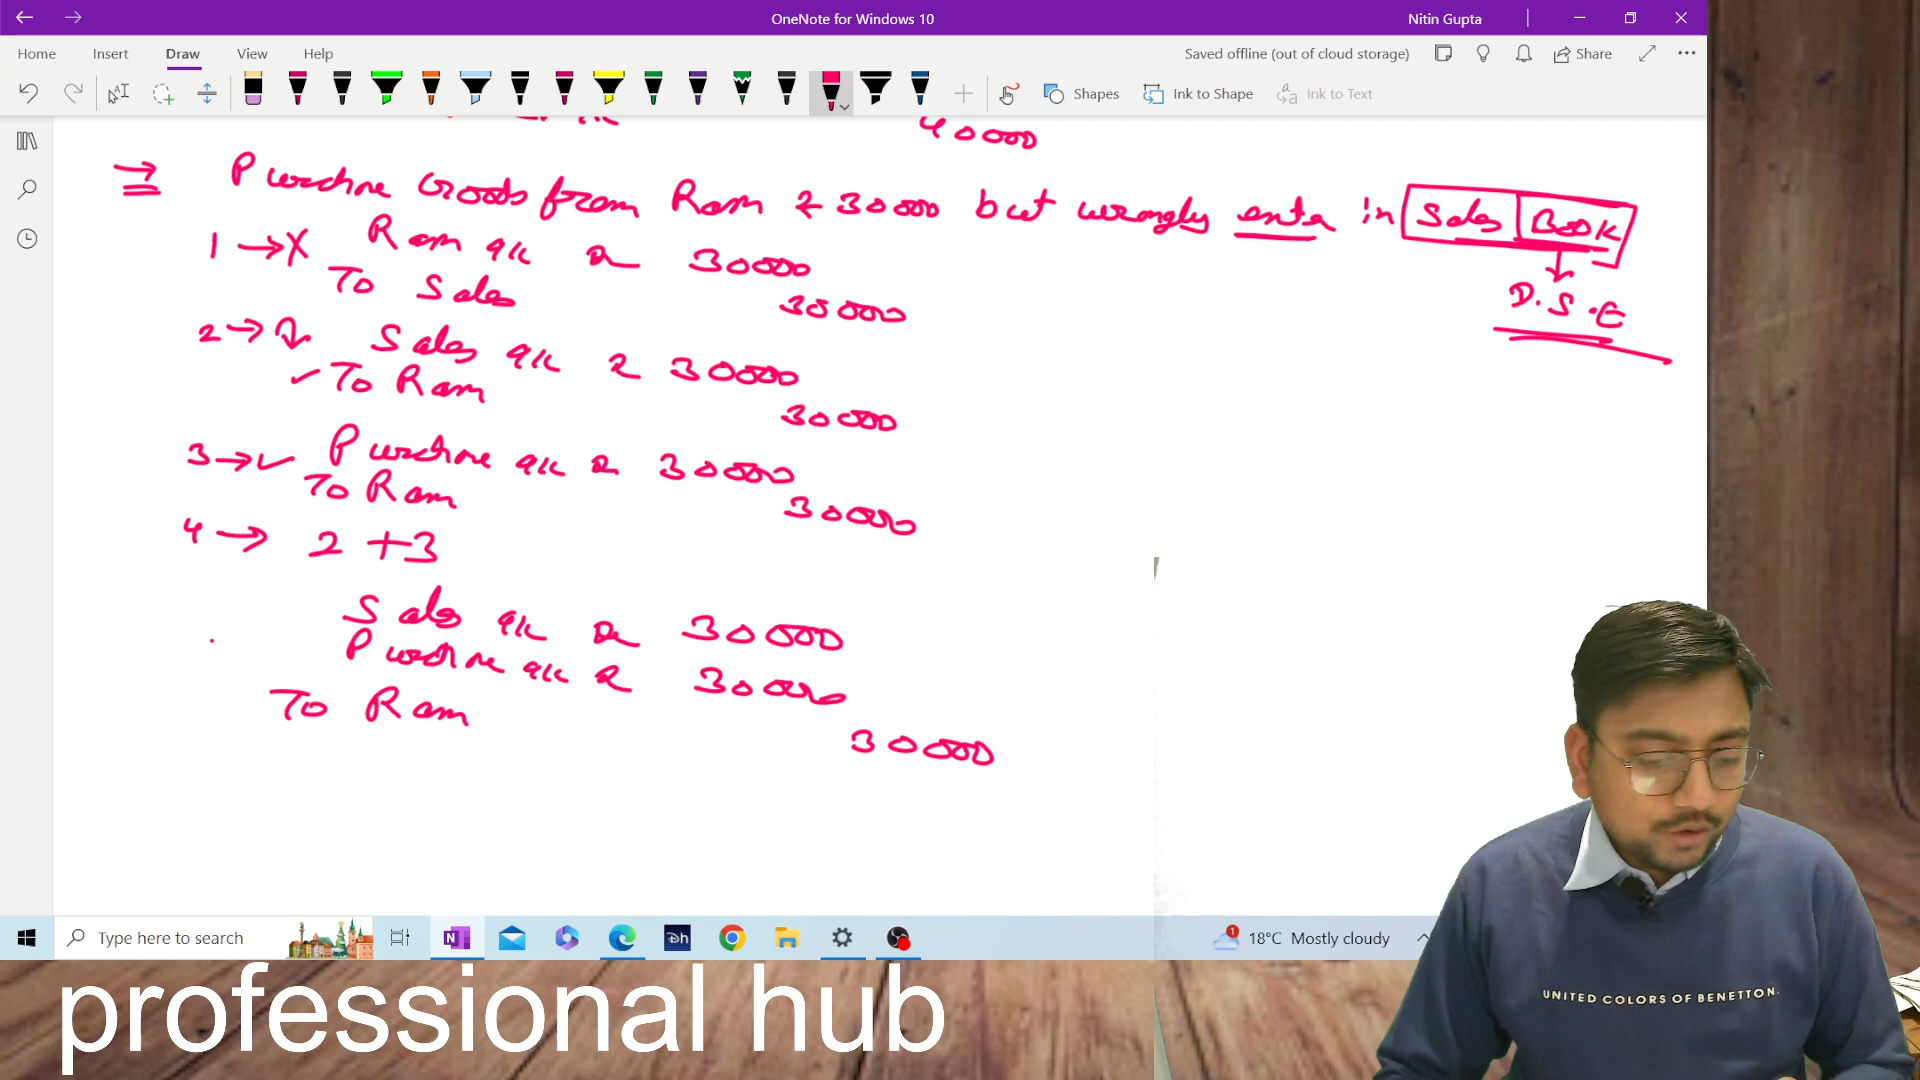 OneNote for Windows 10
Nitin Gupta
Home Insert Draw View Help
Saved offline (out of cloud storage)
Share
Shapes
Ink to Shape
Ink to Text
40000
Purchase Goods from Ram ₹ 30000 but wrongly enter in Sales Book
D.S.E
1 → X Ram a/c Dr 30000
To Sales 30000
2 → Sales a/c Dr 30000
To Ram 30000
3 → Purchase a/c Dr 30000
To Ram 30000
4 → 2 + 3
Sales a/c Dr 30000
Purchase a/c Dr 30000
To Ram 30000
Type here to search
Dh
1
18°C Mostly cloudy
UNITED COLORS OF BENETTON.
professional hub